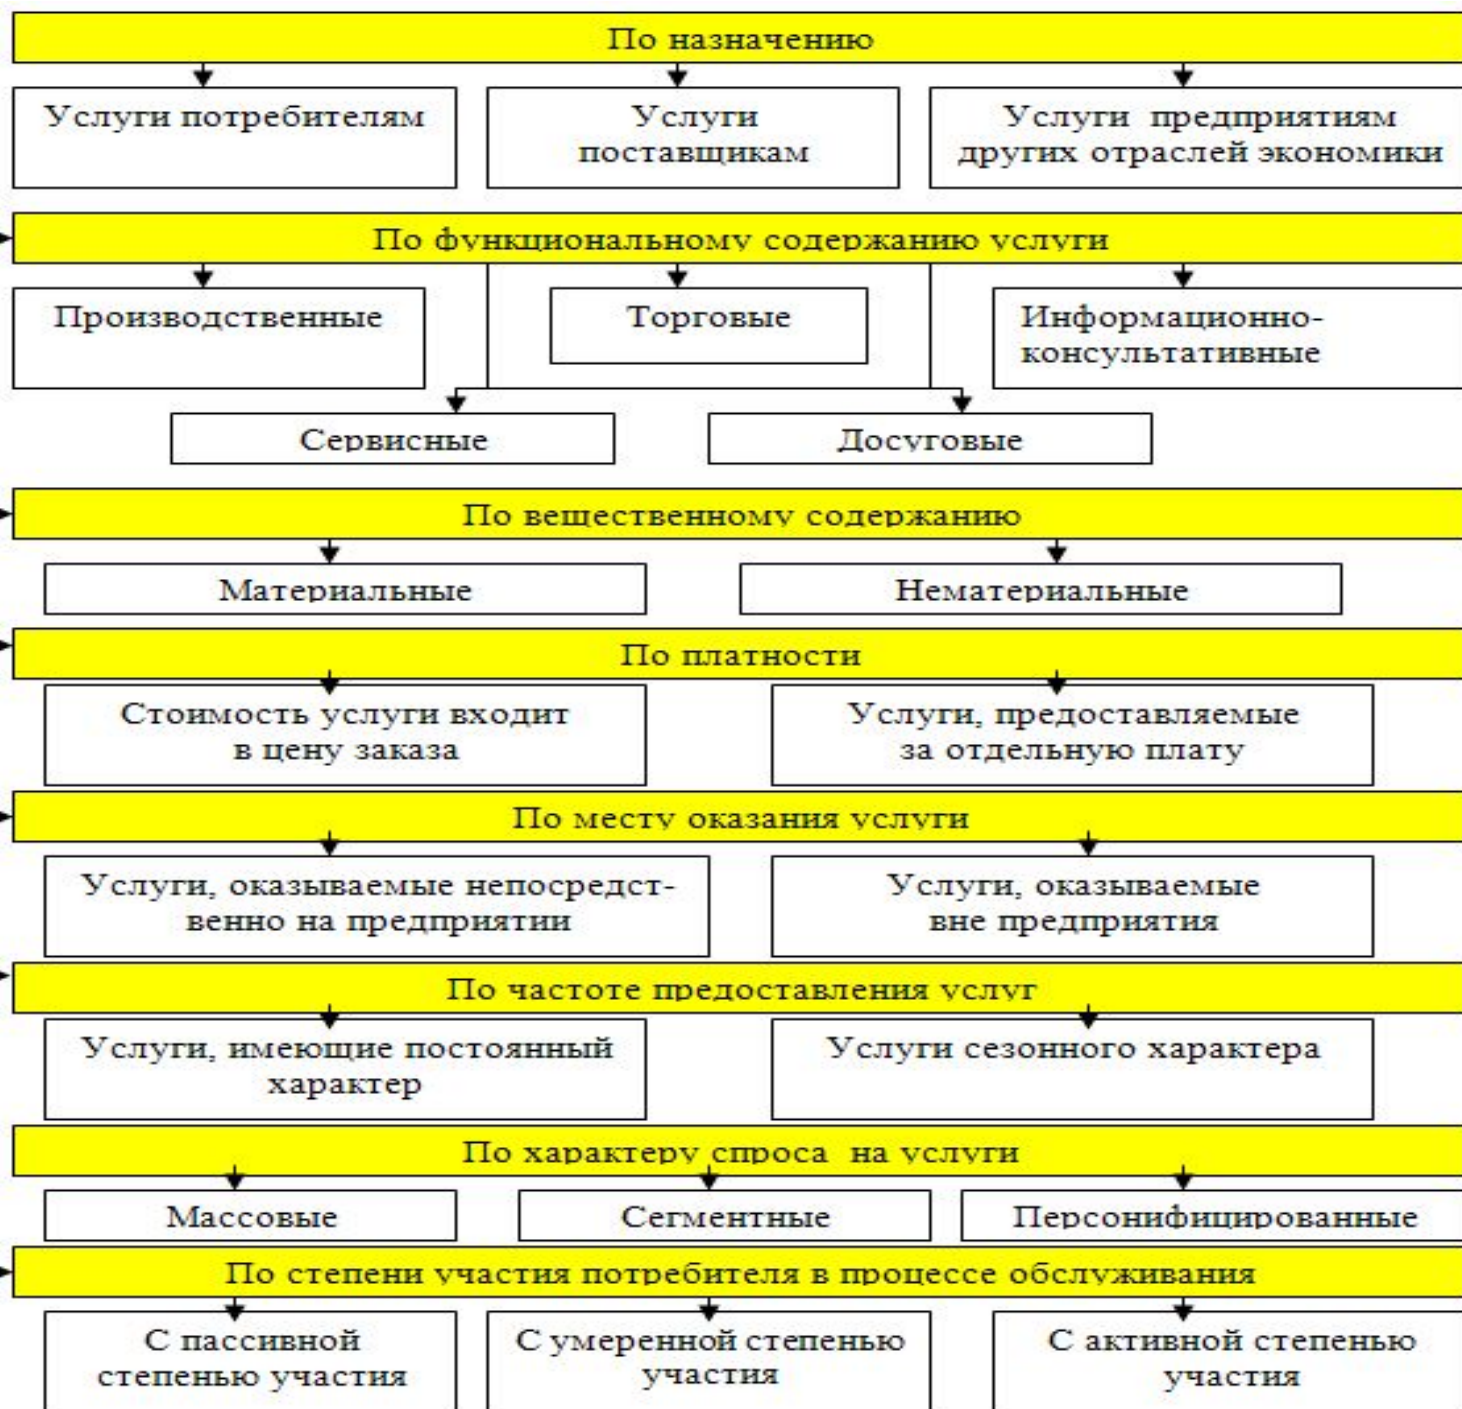 По назначению
Услуги потребителям
Услуги
поставщикам
Услуги предприятиям
других отраслей экономики
По функциональному содержанию услуги
Производственные
Торговые
Информационно-
консультативные
Сервисные
Досуговые
По вещественному содержанию
Материальные
Нематериальные
По платности
Стоимость услуги входит
в цену заказа
Услуги, предоставляемые
за отдельную плату
По месту оказания услуги
Услуги, оказываемые непосредст-
венно на предприятии
Услуги, оказываемые
вне предприятия
По частоте предоставления услуг
Услуги, имеющие постоянный
характер
Услуги сезонного характера
По характеру спроса на услуги
Массовые
Сегментные
Персонифицированные
По степени участия потребителя в процессе обслуживания
С пассивной
степенью участия
С умеренной степенью
участия
С активной степенью
участия